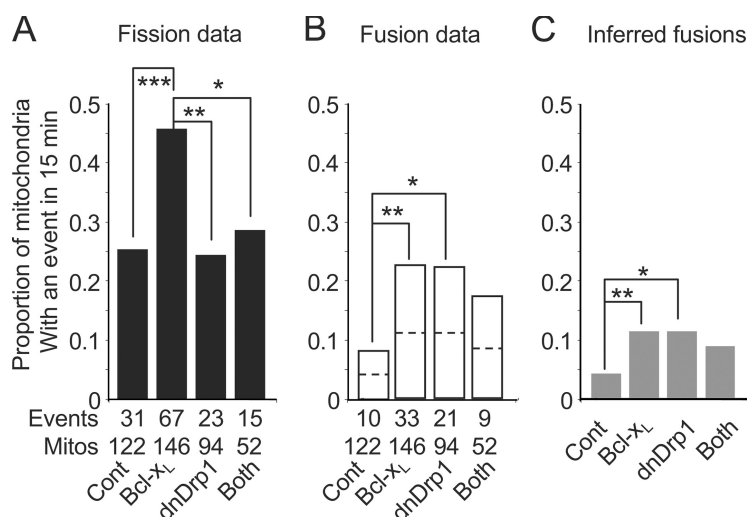 A Fission data
B Fusion data
C Inferred fusions
Proportion of mitochondria
With an event in 15 min
0.5
0.4
0.3
0.2
0.1
0
***
**
*
Events 31 67 23 15
Mitos 122 146 94 52
Cont Bcl-xL dnDrp1 Both
0.5
0.4
0.3
0.2
0.1
0
**
*
10 33 21 9
122 146 94 52
Cont Bcl-xL dnDrp1 Both
0.5
0.4
0.3
0.2
0.1
0
**
*
Cont Bcl-xL dnDrp1 Both